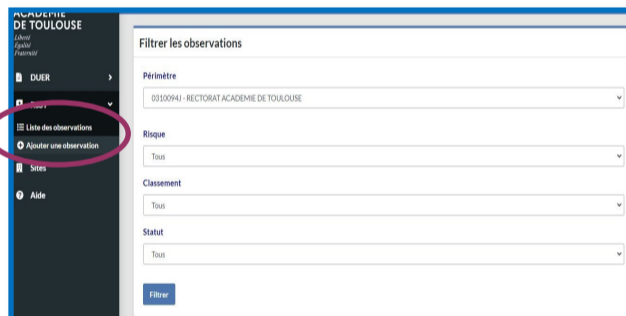 ACADEMIE
DE TOULOUSE
Liberté
Égalité
Fraternité
DUER
Liste des observations
Ajouter une observation
Sites
Aide
Filtrer les observations
Périmètre
0310094J - RECTORAT ACADEMIE DE TOULOUSE
Risque
Tous
Classement
Tous
Statut
Tous
Filtrer